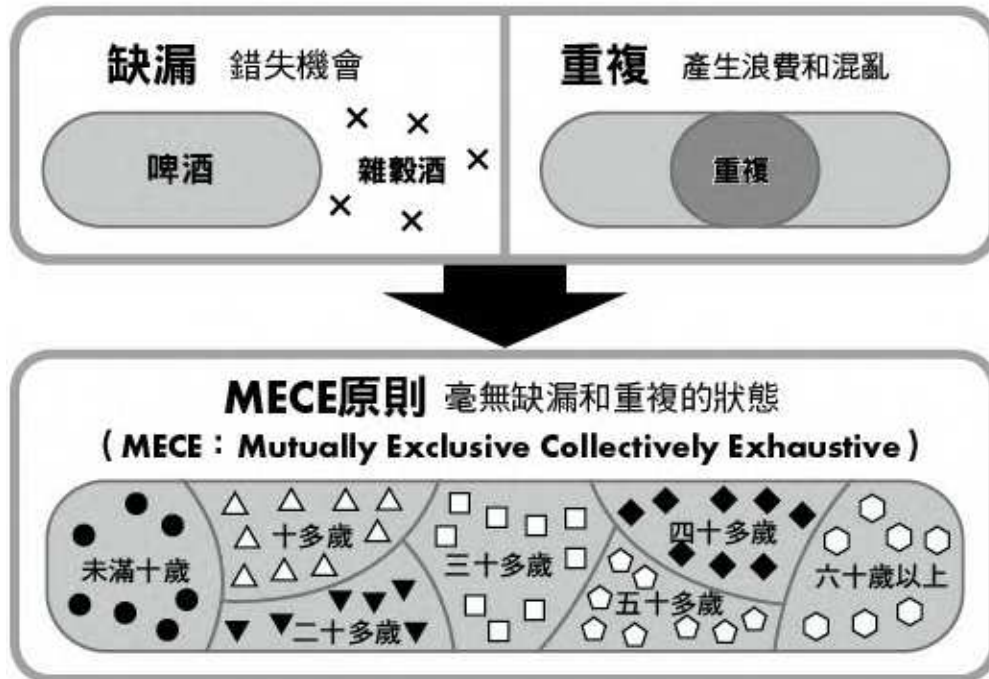 缺漏 錯失機會
啤酒
雜穀酒
重複 產生浪費和混亂
重複
MECE原則 毫無缺漏和重複的狀態
(MECE：Mutually Exclusive Collectively Exhaustive)
未滿十歲
十多歲
二十多歲
三十多歲
四十多歲
五十多歲
六十歲以上